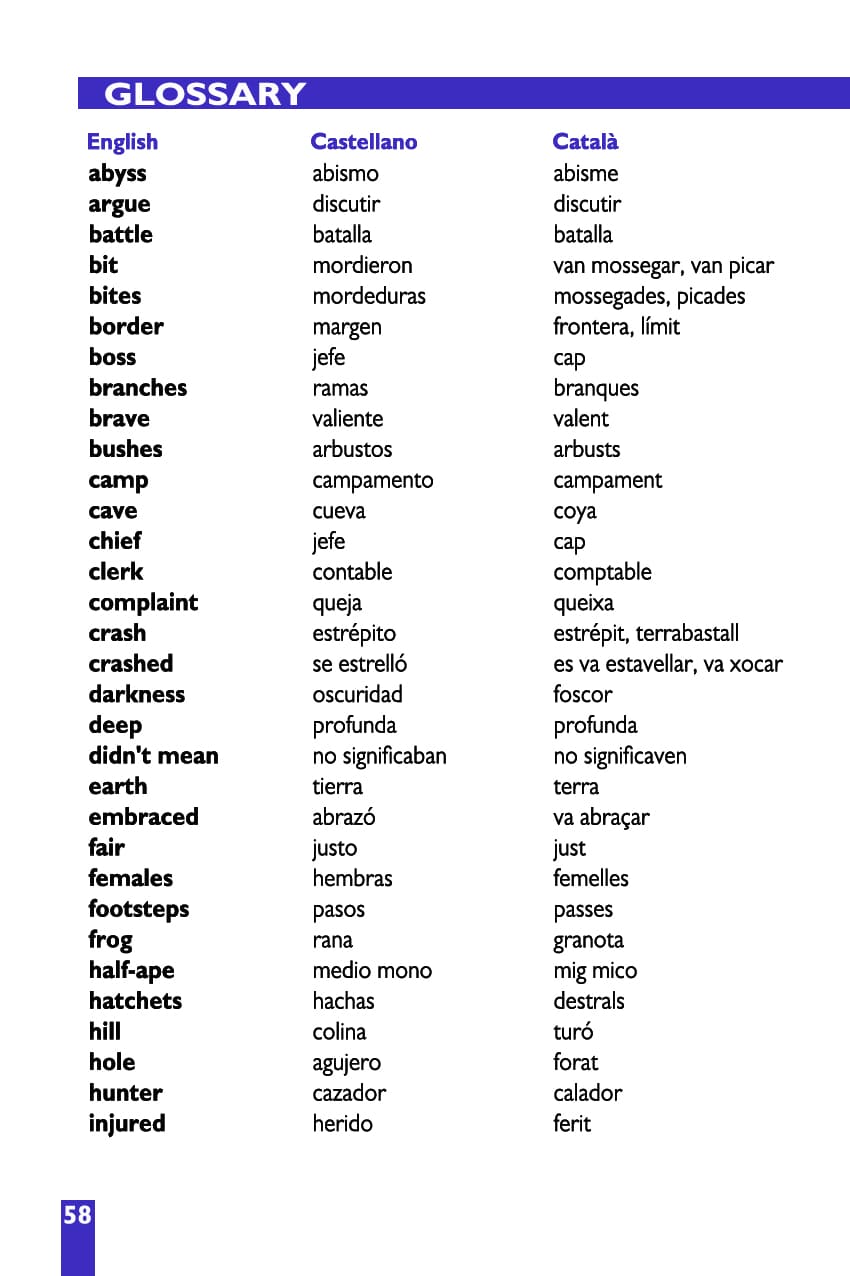 GLOSSARY
English Castellano Català
abyss abismo abisme
argue discutir discutir
battle batalla batalla
bit mordieron van mossegar, van picar
bites mordeduras mossegades, picades
border margen frontera, límit
boss jefe cap
branches ramas branques
brave valiente valent
bushes arbustos arbusts
camp campamento campament
cave cueva coya
chief jefe cap
clerk contable comptable
complaint queja queixa
crash estrépito estrépit, terrabastall
crashed se estrelló es va estavellar, va xocar
darkness oscuridad foscor
deep profunda profunda
didn't mean no significaban no significaven
earth tierra terra
embraced abrazó va abraçar
fair justo just
females hembras femelles
footsteps pasos passes
frog rana granota
half-ape medio mono mig mico
hatchets hachas destrals
hill colina turó
hole agujero forat
hunter cazador calador
injured herido ferit
58